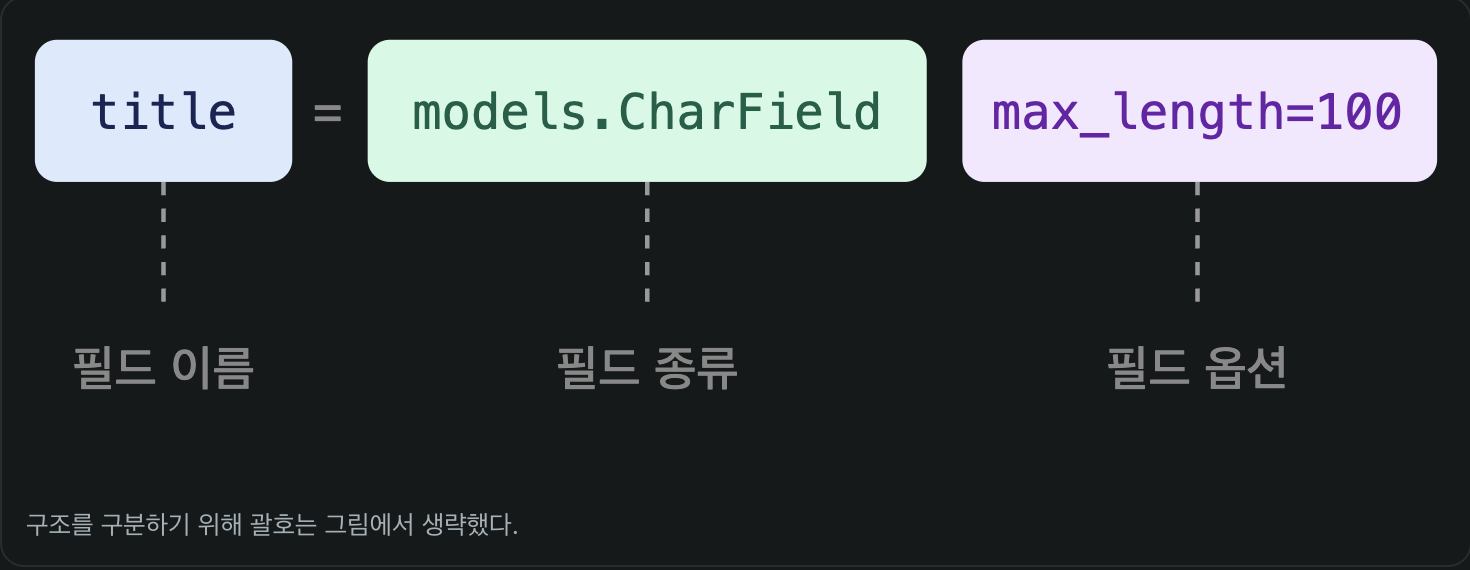 title = models.CharField max_length=100
필드 이름 필드 종류 필드 옵션
구조를 구분하기 위해 괄호는 그림에서 생략했다.